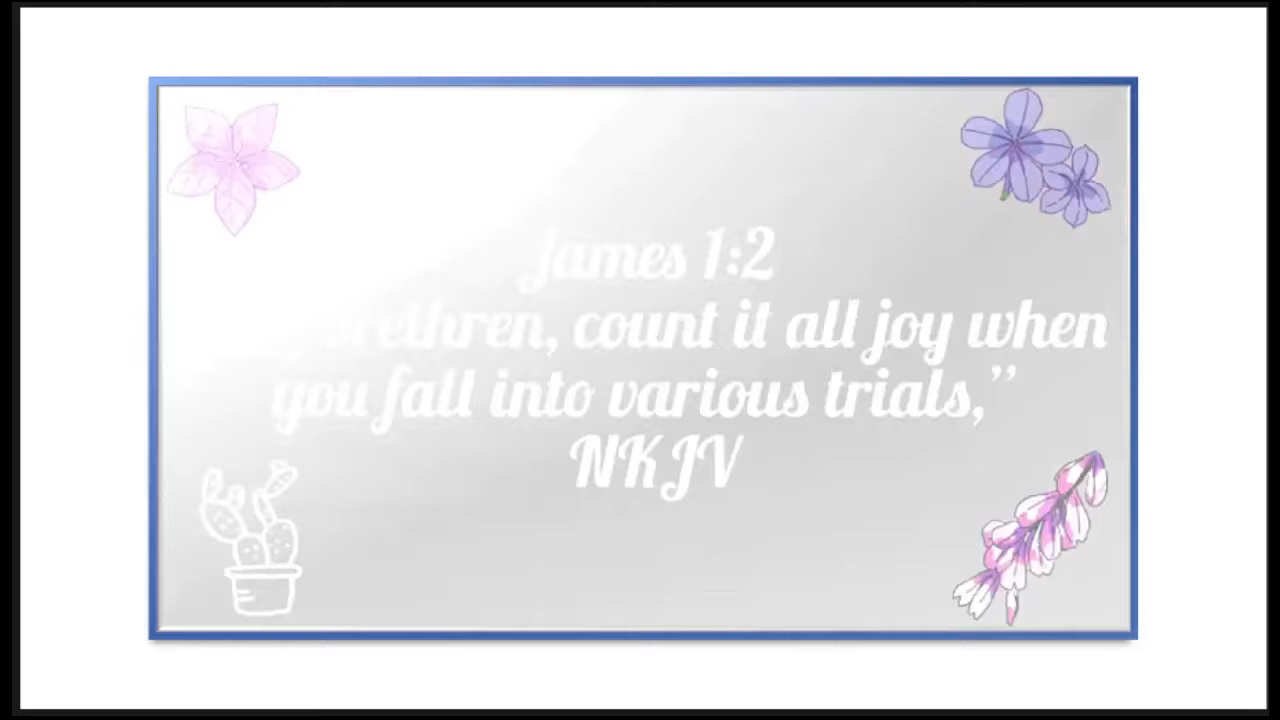 James 1:2
brethren, count it all joy when
you fall into various trials,”
NKJV